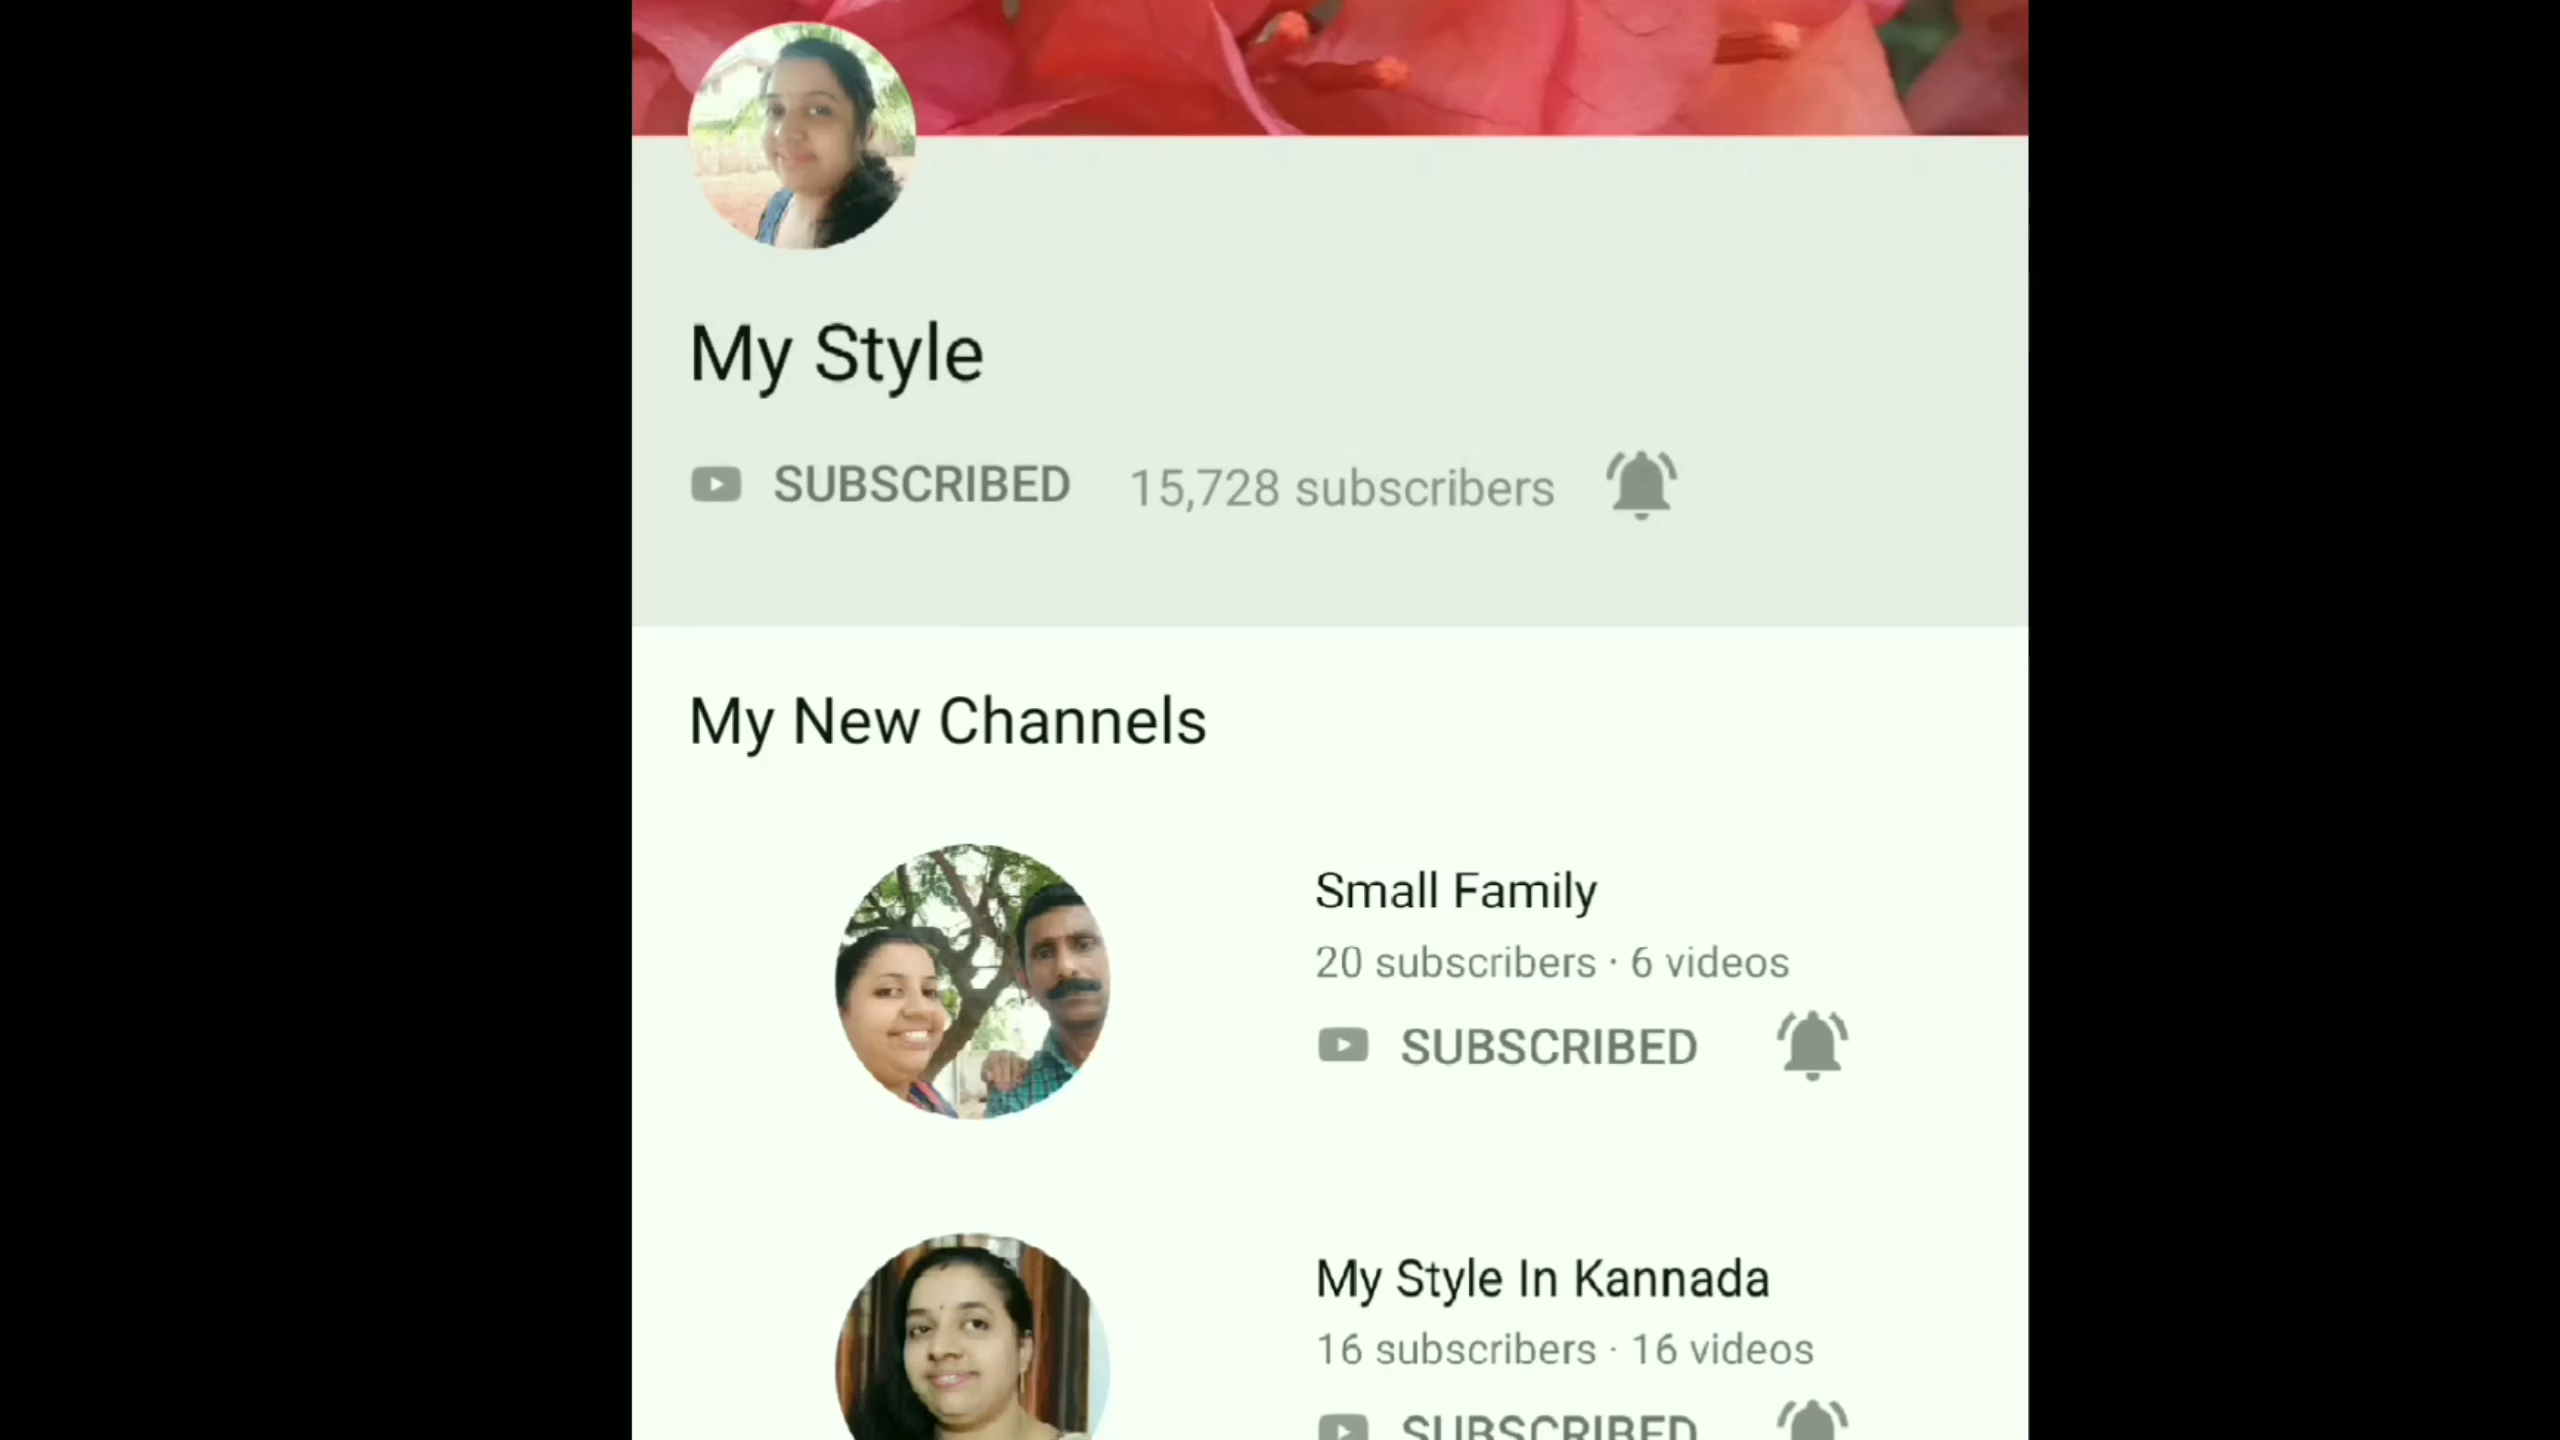 My Style
SUBSCRIBED 15,728 subscribers
My New Channels
Small Family
20 subscribers · 6 videos
SUBSCRIBED
My Style In Kannada
16 subscribers · 16 videos
SUBSCRIBED